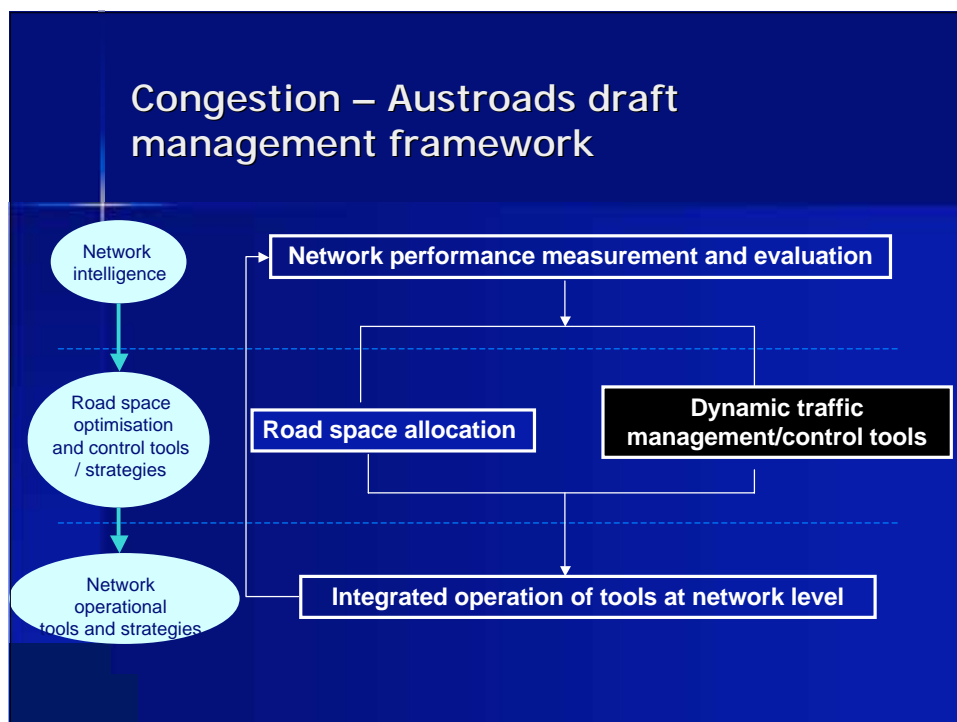 Congestion – Austroads draft
management framework
Network
intelligence
Network performance measurement and evaluation
Road space
optimisation
and control tools
/ strategies
Road space allocation
Dynamic traffic
management/control tools
Network
operational
tools and strategies
Integrated operation of tools at network level